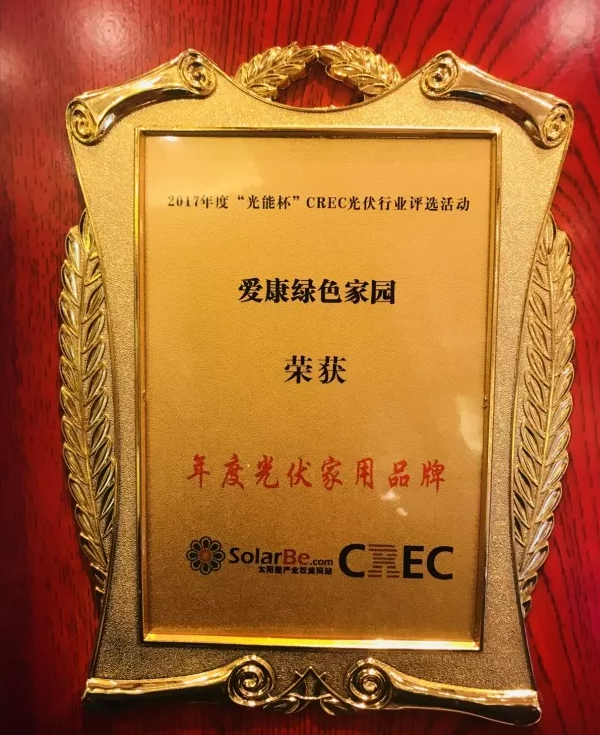 2017年度“光能杯”CREC光伏行业评选活动
爱康绿色家园
荣获
年度光伏家用品牌
SolarBe.com CREC
太阳能产业权威网站